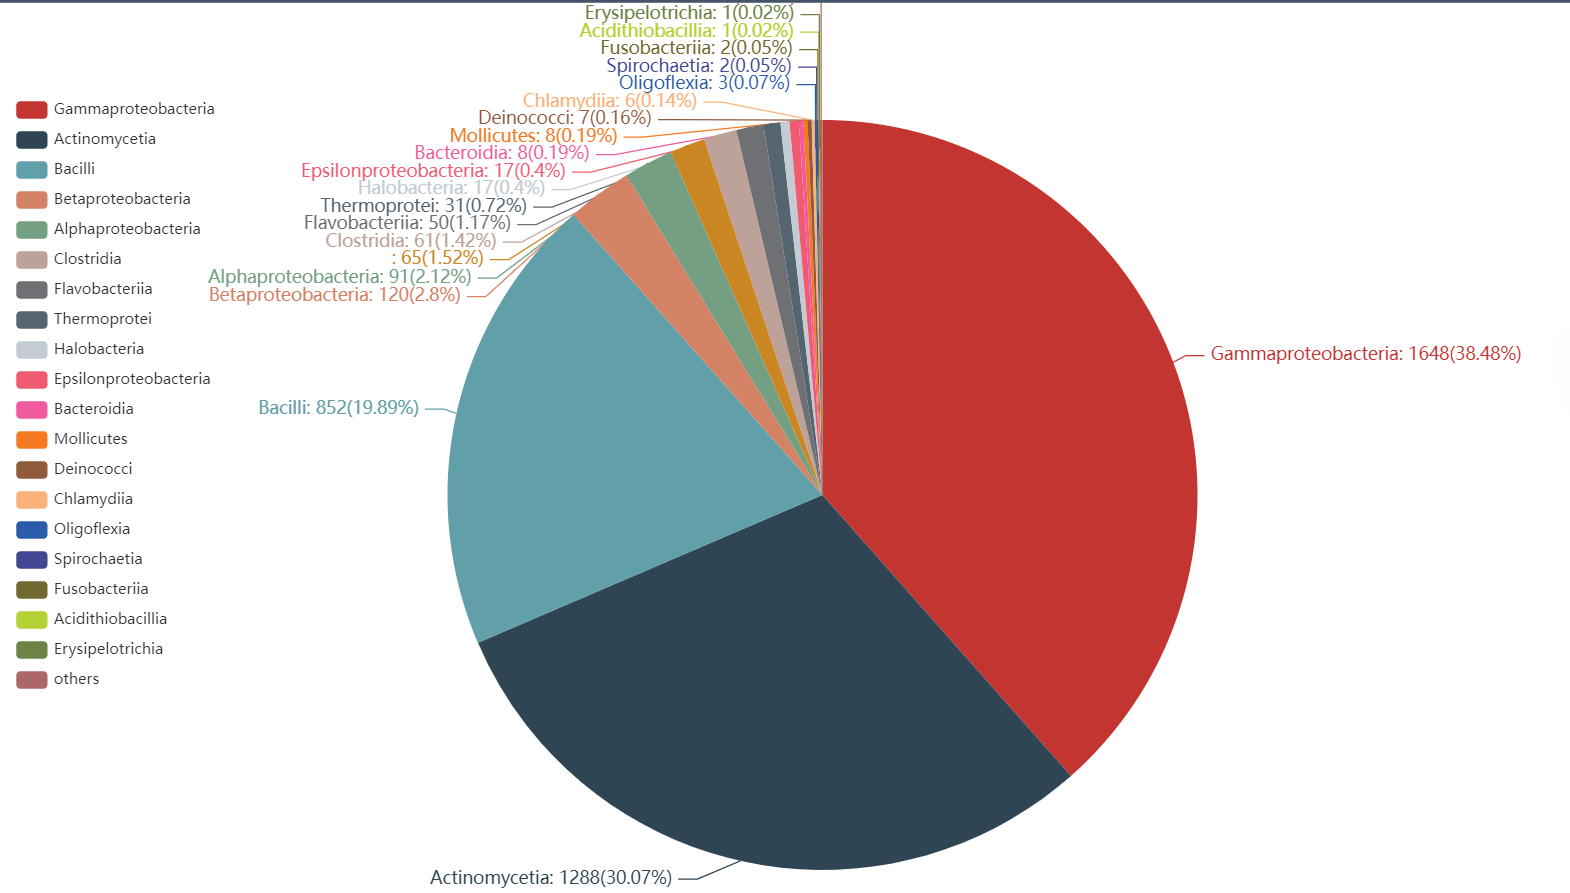 Erysipelotrichia: 1(0.02%)
Acidithiobacillia: 1(0.02%)
Fusobacteriia: 2(0.05%)
Spirochaetia: 2(0.05%)
Oligoflexia: 3(0.07%)
Chlamydiia: 6(0.14%)
Deinococci: 7(0.16%)
Mollicutes: 8(0.19%)
Bacteroidia: 8(0.19%)
Epsilonproteobacteria: 17(0.4%)
Halobacteria: 17(0.4%)
Thermoprotei: 31(0.72%)
Flavobacteriia: 50(1.17%)
Clostridia: 61(1.42%)
: 65(1.52%)
Alphaproteobacteria: 91(2.12%)
Betaproteobacteria: 120(2.8%)
Gammaproteobacteria: 1648(38.48%)
Bacilli: 852(19.89%)
Actinomycetia: 1288(30.07%)
Gammaproteobacteria
Actinomycetia
Bacilli
Betaproteobacteria
Alphaproteobacteria
Clostridia
Flavobacteriia
Thermoprotei
Halobacteria
Epsilonproteobacteria
Bacteroidia
Mollicutes
Deinococci
Chlamydiia
Oligoflexia
Spirochaetia
Fusobacteriia
Acidithiobacillia
Erysipelotrichia
others